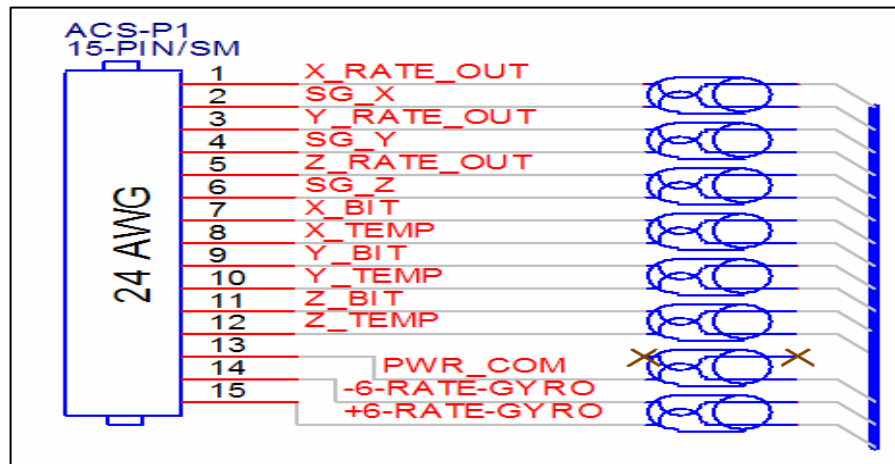 ACS-P1
15-PIN/SM
24 AWG
1 X_RATE_OUT
2 SG_X
3 Y_RATE_OUT
4 SG_Y
5 Z_RATE_OUT
6 SG_Z
7 X_BIT
8 X_TEMP
9 Y_BIT
10 Y_TEMP
11 Z_BIT
12 Z_TEMP
13
14 PWR_COM
15 -6-RATE-GYRO
+6-RATE-GYRO